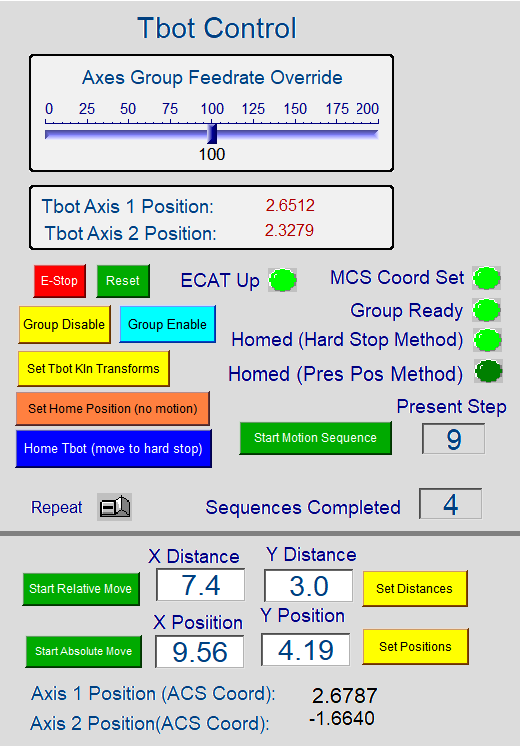 Tbot Control
Axes Group Feedrate Override
0 25 50 75 100 125 150 175 200
100
Tbot Axis 1 Position: 2.6512
Tbot Axis 2 Position: 2.3279
E-Stop Reset ECAT Up MCS Coord Set
Group Ready
Group Disable Group Enable
Homed (Hard Stop Method)
Set Tbot KIn Transforms
Homed (Pres Pos Method)
Set Home Position (no motion)
Present Step
Home Tbot (move to hard stop) Start Motion Sequence 9
Repeat Sequences Completed 4
X Distance Y Distance
Start Relative Move 7.4 3.0 Set Distances
X Posiition Y Position
Start Absolute Move 9.56 4.19 Set Positions
Axis 1 Position (ACS Coord): 2.6787
Axis 2 Position(ACS Coord): -1.6640